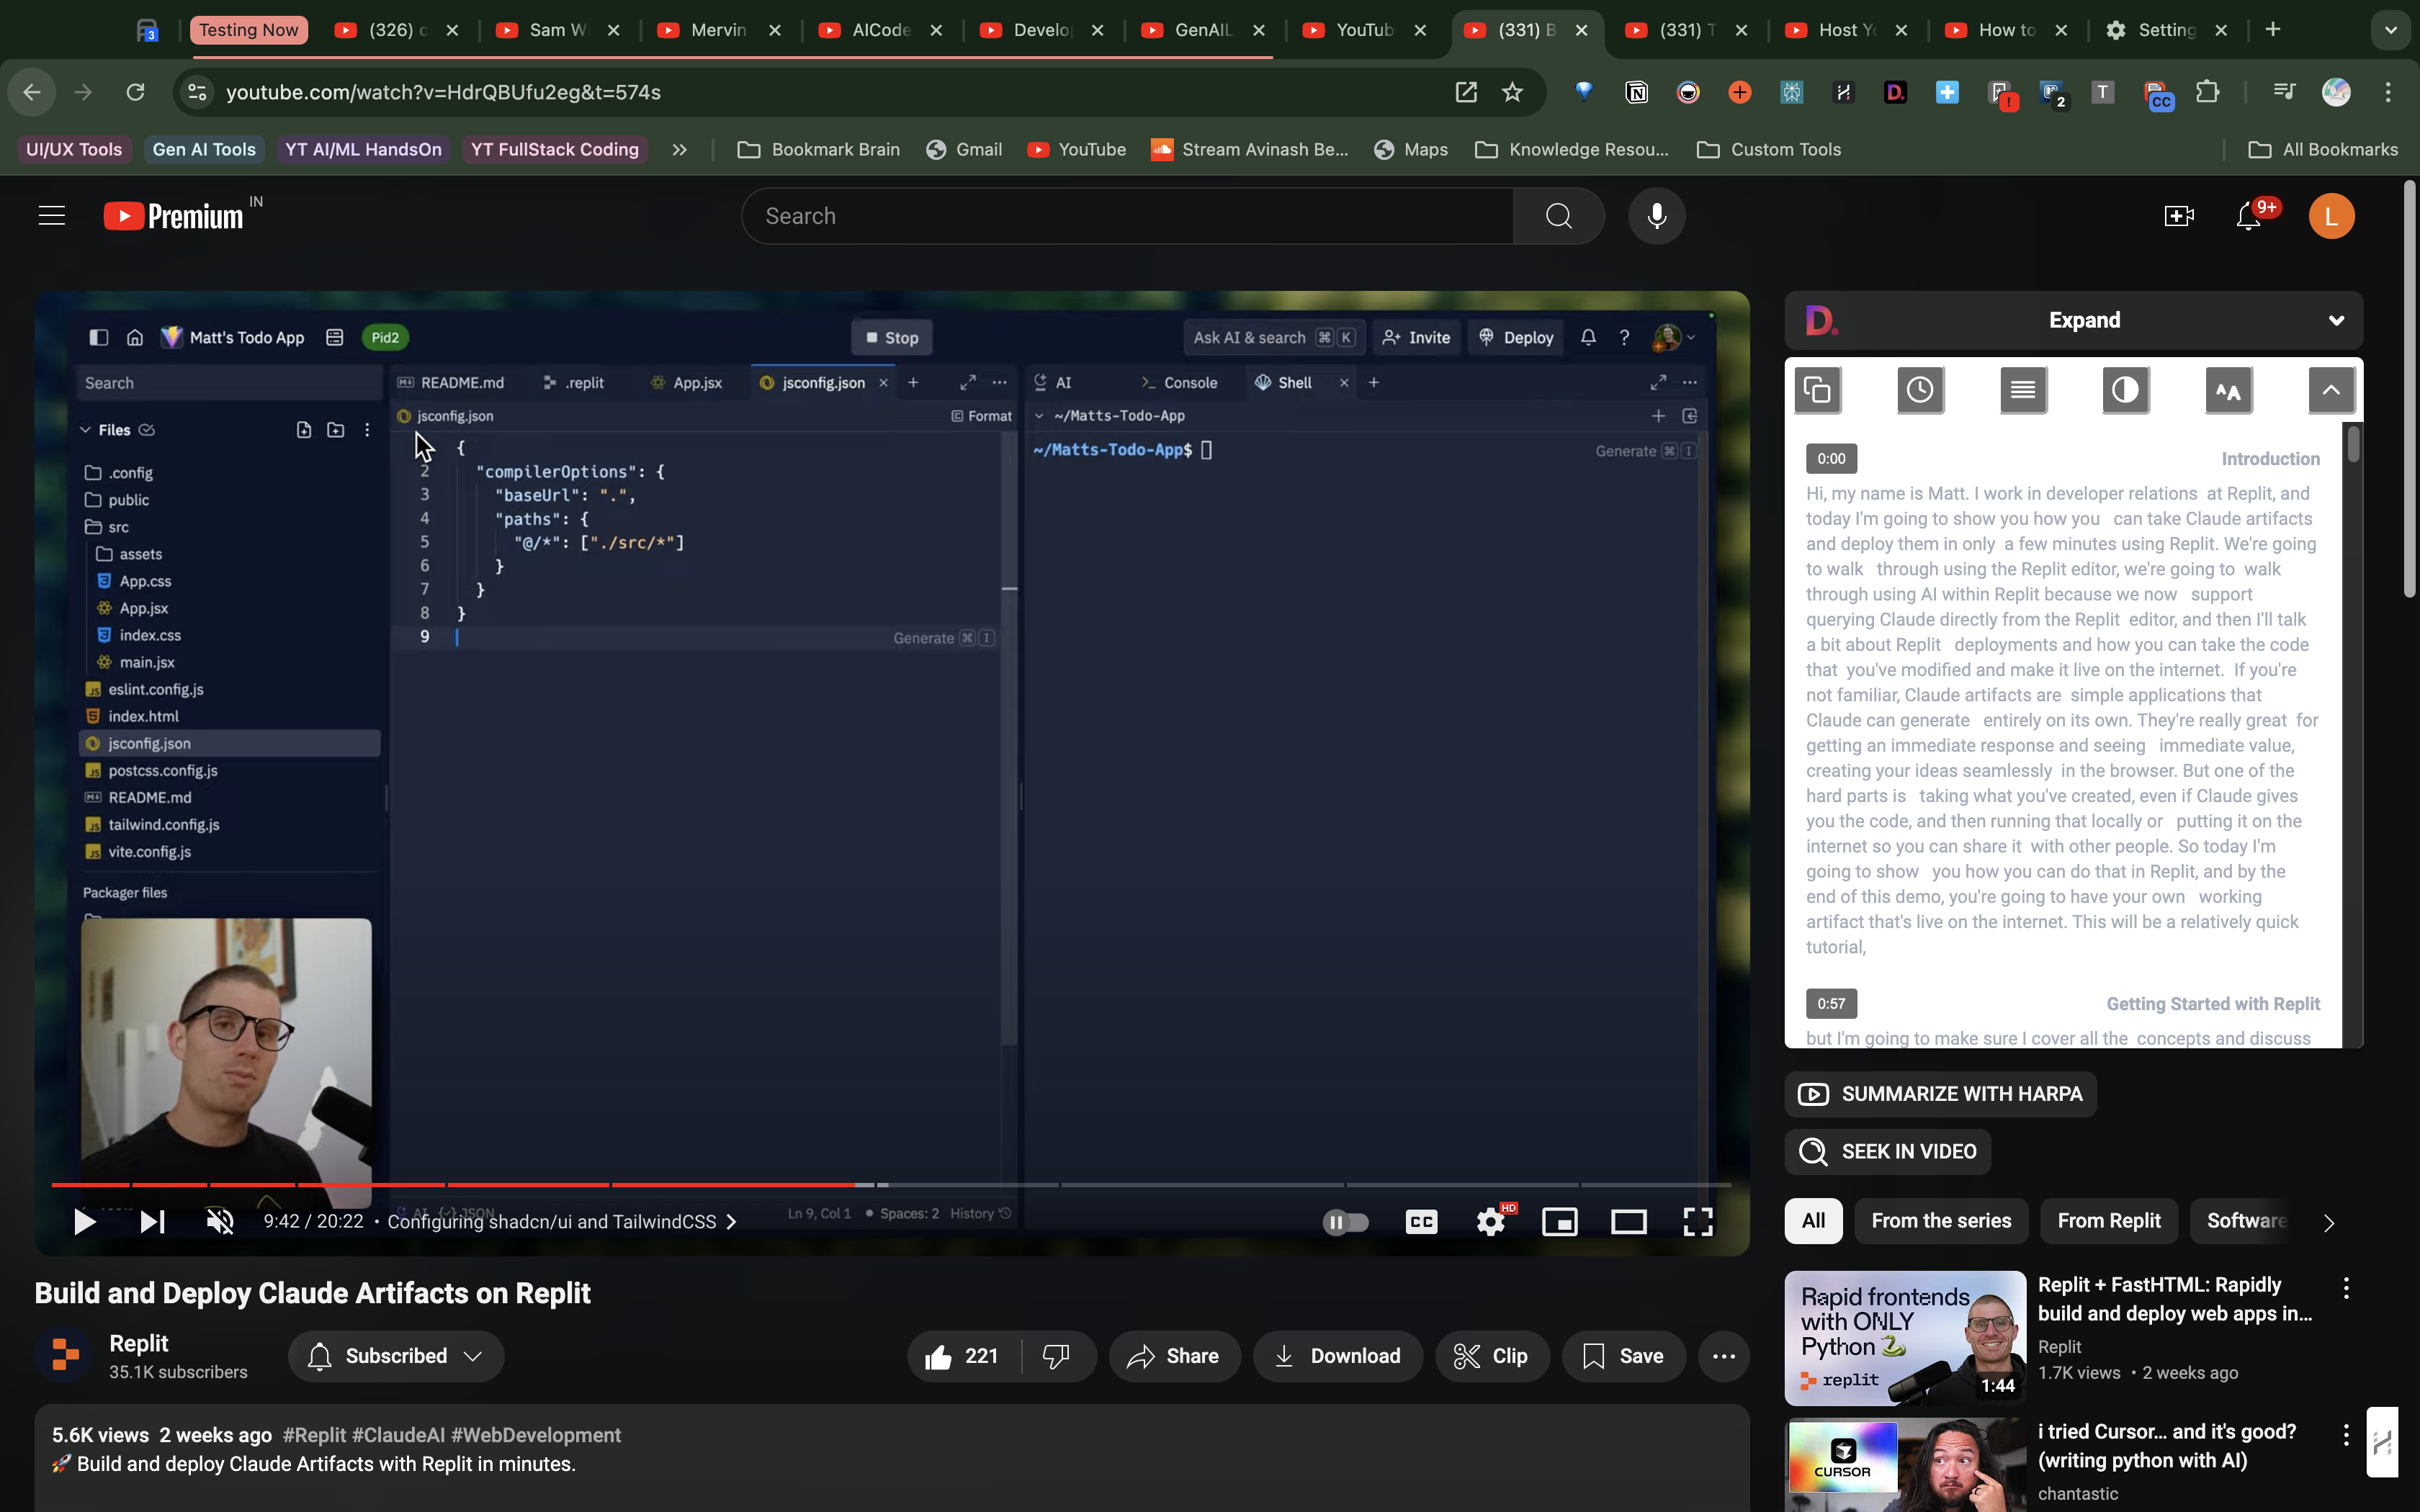 3
Testing Now
(326) c
Sam W
Mervin
AICode
Develo
GenAIL
YouTub
(331) B
(331) T
Host Y
How to
Setting
youtube.com/watch?v=HdrQBUfu2eg&t=574s
D.
!
2
T
CC
UI/UX Tools
Gen AI Tools
YT AI/ML HandsOn
YT FullStack Coding
Bookmark Brain
Gmail
YouTube
Stream Avinash Be...
Maps
Knowledge Resou...
Custom Tools
All Bookmarks
Premium IN
Search
9+
L
Matt's Todo App
Pid2
Stop
Ask AI & search ⌘ K
Invite
Deploy
?
Search
README.md
.replit
App.jsx
jsconfig.json
AI
Console
Shell
jsconfig.json
Format
~/Matts-Todo-App
Files
.config
public
src
assets
App.css
App.jsx
index.css
main.jsx
eslint.config.js
index.html
jsconfig.json
postcss.config.js
README.md
tailwind.config.js
vite.config.js
Packager files
{
2 "compilerOptions": {
3 "baseUrl": ".",
4 "paths": {
5 "@/*": ["./src/*"]
6 }
7 }
8 }
9
Generate ⌘ I
~/Matts-Todo-App$
Generate ⌘ I
AI {} JSON
Ln 9, Col 1 • Spaces: 2 History
9:42 / 20:22 • Configuring shadcn/ui and TailwindCSS
CC
HD
D.
Expand
AA
0:00
Introduction
Hi, my name is Matt. I work in developer relations at Replit, and
today I'm going to show you how you can take Claude artifacts
and deploy them in only a few minutes using Replit. We're going
to walk through using the Replit editor, we're going to walk
through using AI within Replit because we now support
querying Claude directly from the Replit editor, and then I'll talk
a bit about Replit deployments and how you can take the code
that you've modified and make it live on the internet. If you're
not familiar, Claude artifacts are simple applications that
Claude can generate entirely on its own. They're really great for
getting an immediate response and seeing immediate value,
creating your ideas seamlessly in the browser. But one of the
hard parts is taking what you've created, even if Claude gives
you the code, and then running that locally or putting it on the
internet so you can share it with other people. So today I'm
going to show you how you can do that in Replit, and by the
end of this demo, you're going to have your own working
artifact that's live on the internet. This will be a relatively quick
tutorial,
0:57
Getting Started with Replit
but I'm going to make sure I cover all the concepts and discuss
SUMMARIZE WITH HARPA
SEEK IN VIDEO
All
From the series
From Replit
Software
Build and Deploy Claude Artifacts on Replit
Replit
35.1K subscribers
Subscribed
221
Share
Download
Clip
Save
5.6K views 2 weeks ago #Replit #ClaudeAI #WebDevelopment
🚀 Build and deploy Claude Artifacts with Replit in minutes.
Rapid frontends
with ONLY
Python
replit
1:44
Replit + FastHTML: Rapidly
build and deploy web apps in...
Replit
1.7K views • 2 weeks ago
CURSOR
i tried Cursor... and it's good?
(writing python with AI)
chantastic